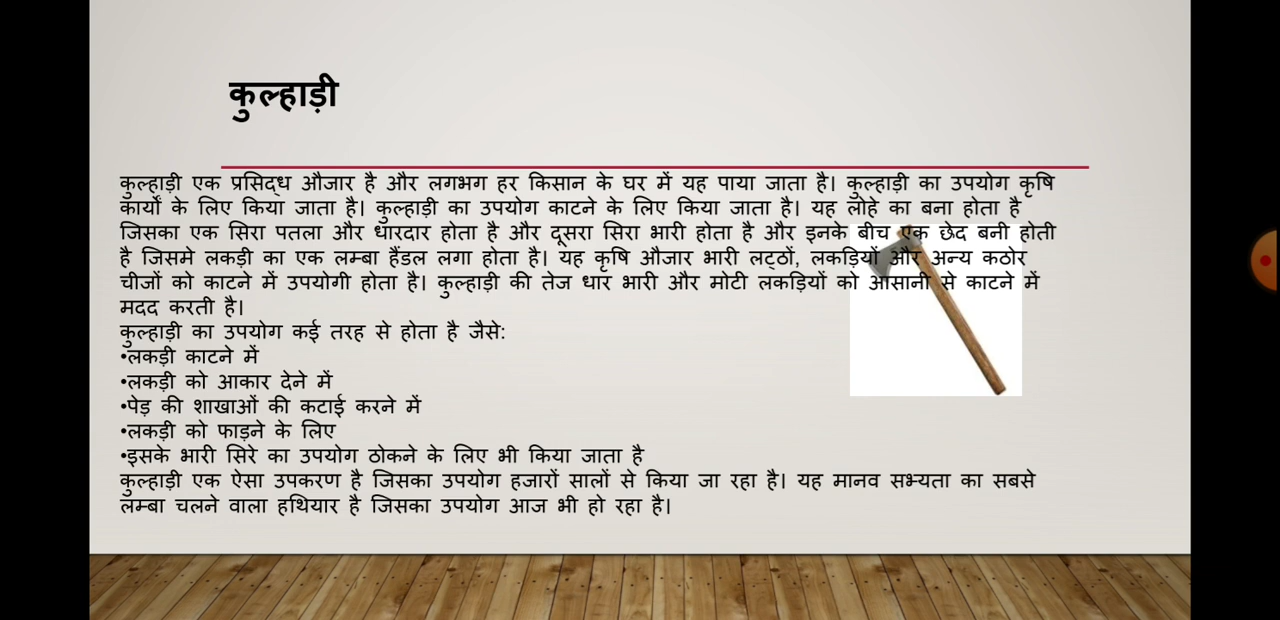 कुल्हाड़ी
कुल्हाड़ी एक प्रसिद्ध औजार है और लगभग हर किसान के घर में यह पाया जाता है। कुल्हाड़ी का उपयोग कृषि
कार्यों के लिए किया जाता है। कुल्हाड़ी का उपयोग काटने के लिए किया जाता है। यह लोहे का बना होता है
जिसका एक सिरा पतला और धारदार होता है और दूसरा सिरा भारी होता है और इनके बीच एक छेद बनी होती
है जिसमे लकड़ी का एक लम्बा हैंडल लगा होता है। यह कृषि औजार भारी लट्ठों, लकड़ियों और अन्य कठोर
चीजों को काटने में उपयोगी होता है। कुल्हाड़ी की तेज धार भारी और मोटी लकड़ियों को आसानी से काटने में
मदद करती है।
कुल्हाड़ी का उपयोग कई तरह से होता है जैसे:
•लकड़ी काटने में
•लकड़ी को आकार देने में
•पेड़ की शाखाओं की कटाई करने में
•लकड़ी को फाड़ने के लिए
•इसके भारी सिरे का उपयोग ठोकने के लिए भी किया जाता है
कुल्हाड़ी एक ऐसा उपकरण है जिसका उपयोग हजारों सालों से किया जा रहा है। यह मानव सभ्यता का सबसे
लम्बा चलने वाला हथियार है जिसका उपयोग आज भी हो रहा है।